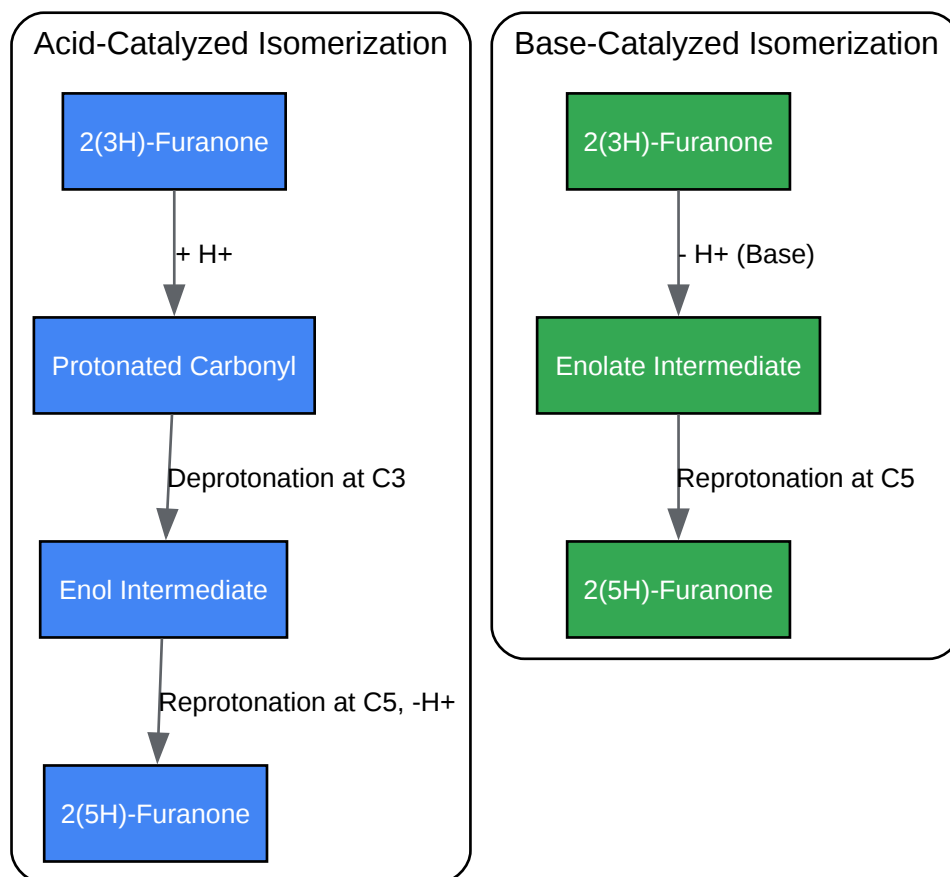 Acid-Catalyzed Isomerization
2(3H)-Furanone
+ H+
Protonated Carbonyl
Deprotonation at C3
Enol Intermediate
Reprotonation at C5, -H+
2(5H)-Furanone
Base-Catalyzed Isomerization
2(3H)-Furanone
- H+ (Base)
Enolate Intermediate
Reprotonation at C5
2(5H)-Furanone